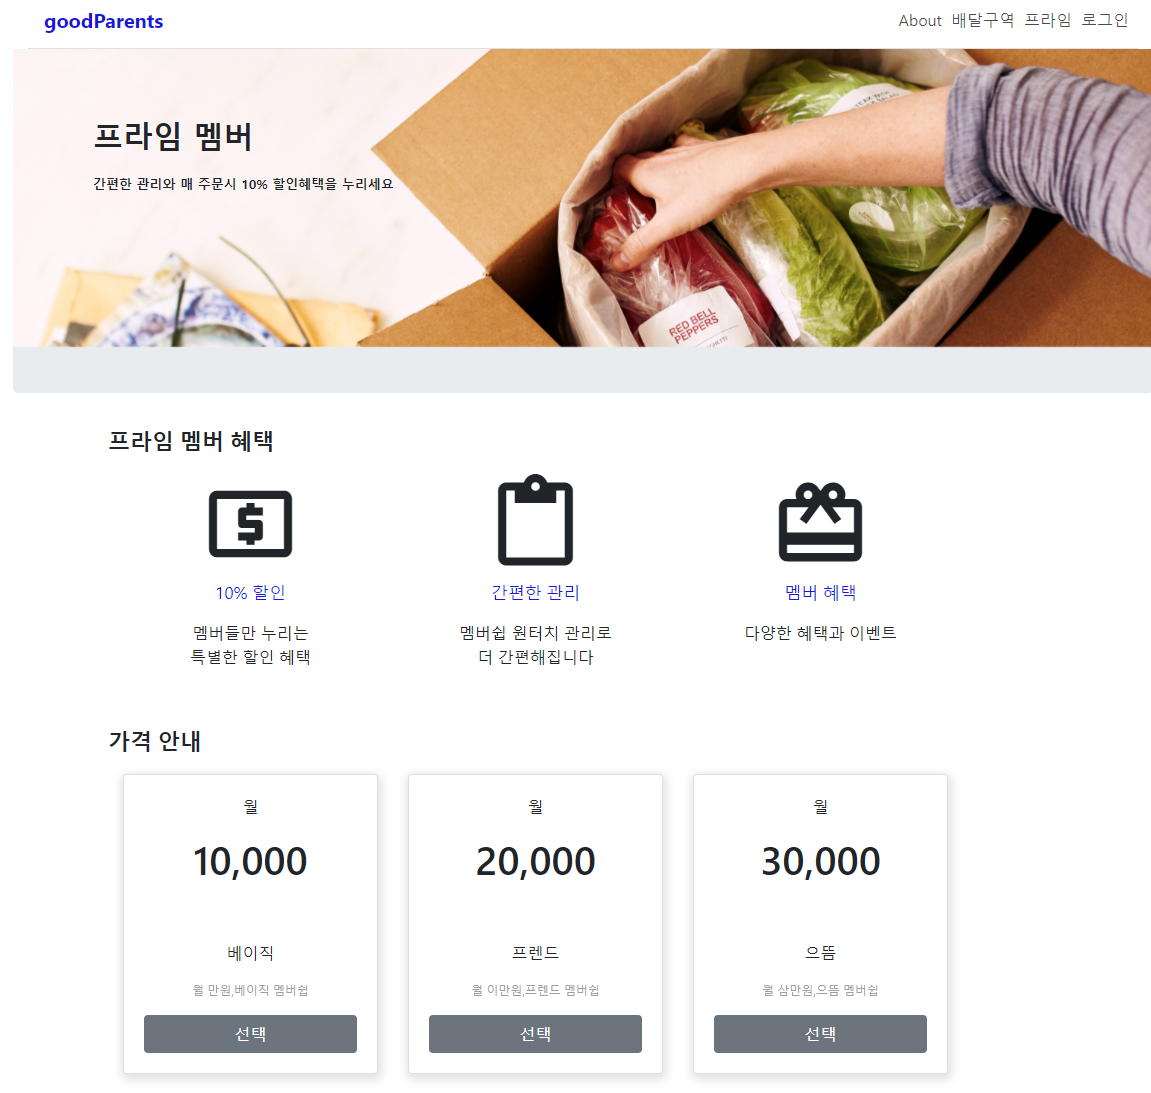 goodParents
About 배달구역 프라임 로그인
프라임 멤버
간편한 관리와 매 주문시 10% 할인혜택을 누리세요
RED BELL
PEPPERS
프라임 멤버 혜택
10% 할인
간편한 관리
멤버 혜택
멤버들만 누리는
특별한 할인 혜택
멤버쉽 원터치 관리로
더 간편해집니다
다양한 혜택과 이벤트
가격 안내
월
10,000
베이직
월 만원,베이직 멤버쉽
선택
월
20,000
프렌드
월 이만원,프렌드 멤버쉽
선택
월
30,000
으뜸
월 삼만원,으뜸 멤버쉽
선택